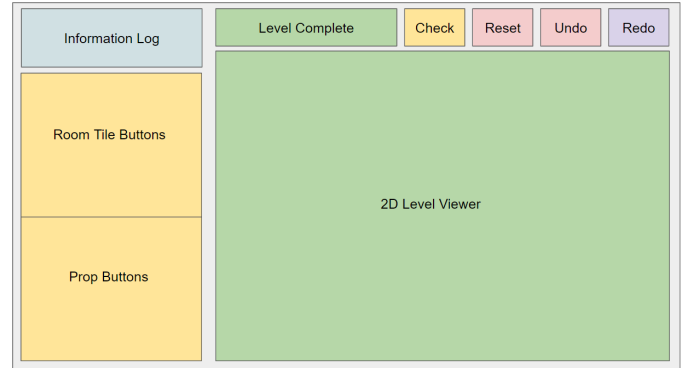 Information Log
Level Complete
Check
Reset
Undo
Redo
Room Tile Buttons
2D Level Viewer
Prop Buttons